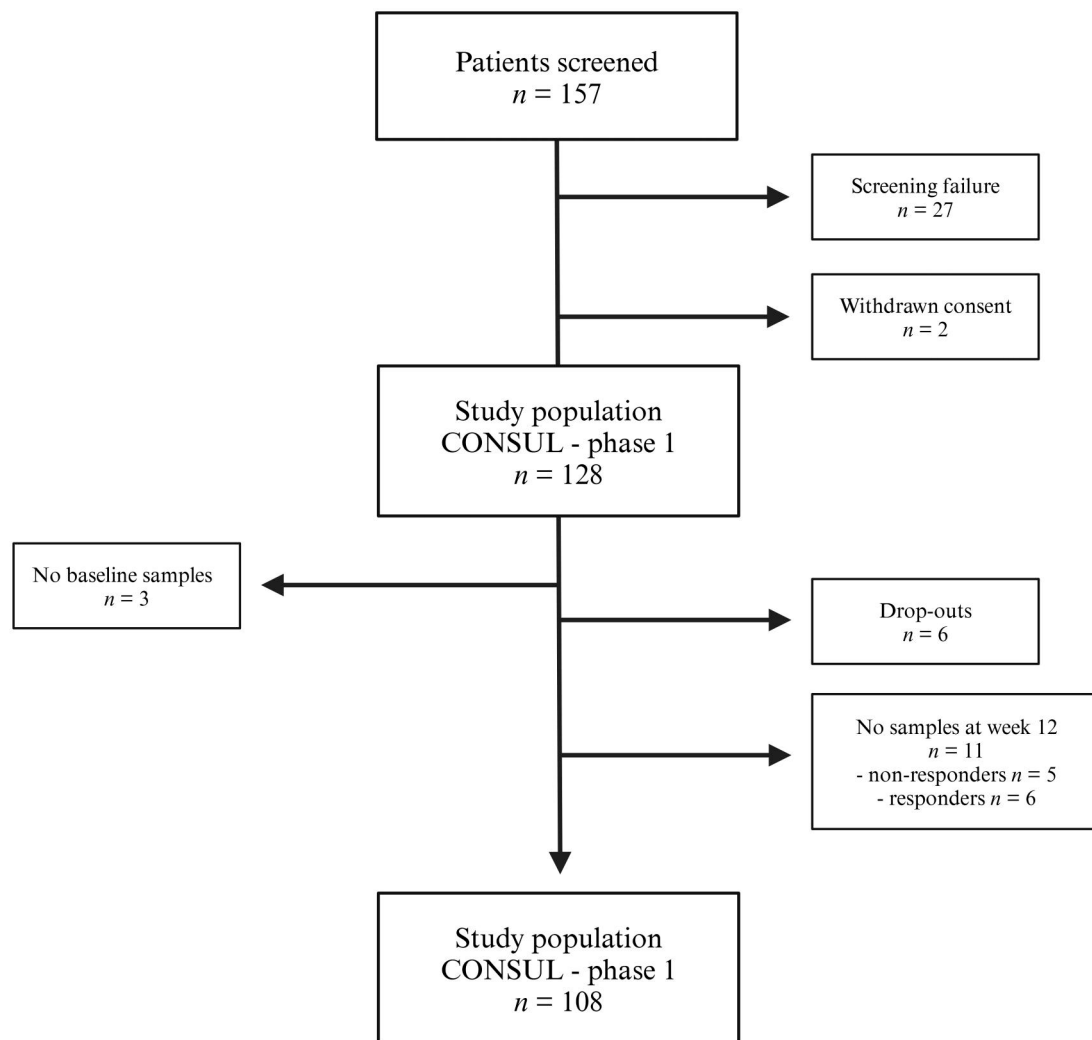 Patients screened
n = 157
Screening failure
n = 27
Withdrawn consent
n = 2
Study population
CONSUL - phase 1
n = 128
No baseline samples
n = 3
Drop-outs
n = 6
No samples at week 12
n = 11
- non-responders n = 5
- responders n = 6
Study population
CONSUL - phase 1
n = 108